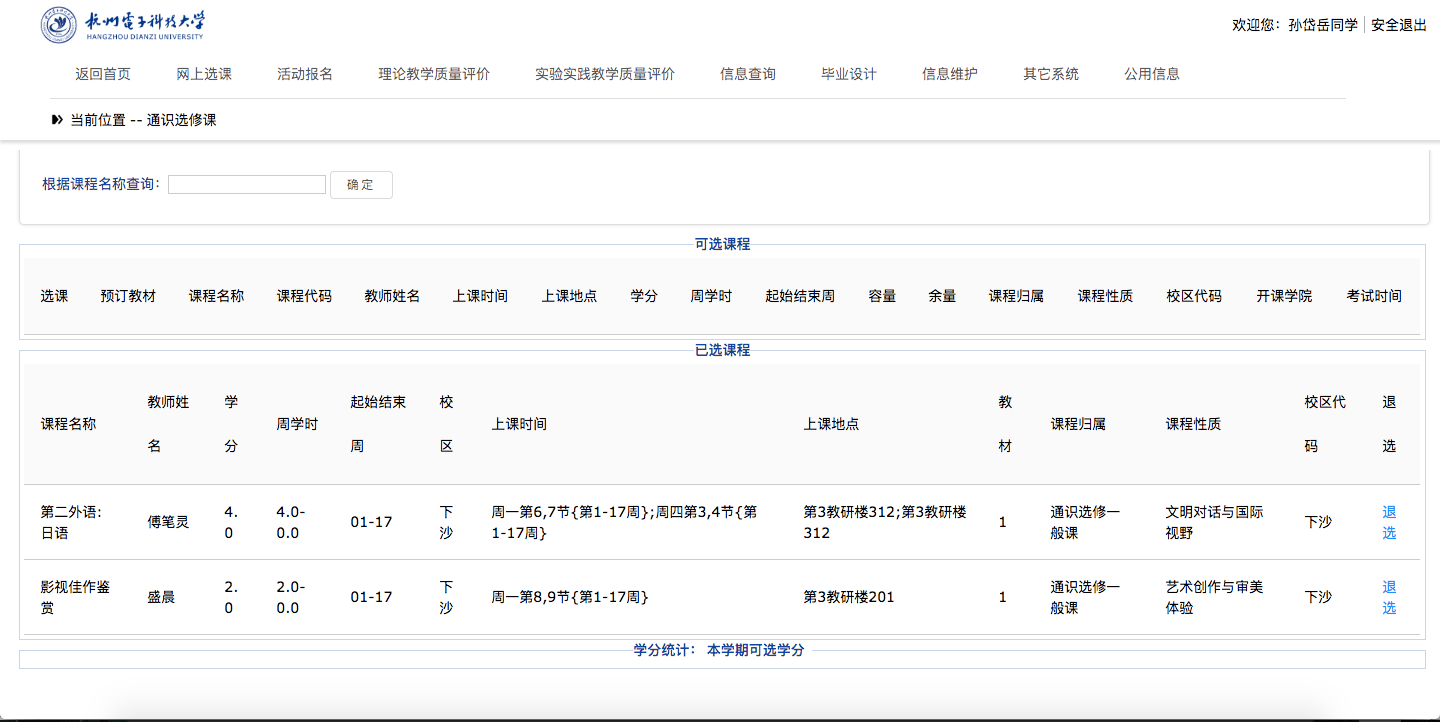 杭州電子科技大学
HANGZHOU DIANZI UNIVERSITY
欢迎您：孙岱岳同学 安全退出
返回首页 网上选课 活动报名 理论教学质量评价 实验实践教学质量评价 信息查询 毕业设计 信息维护 其它系统 公用信息
当前位置 -- 通识选修课
根据课程名称查询： 确 定
可选课程
选课 预订教材 课程名称 课程代码 教师姓名 上课时间 上课地点 学分 周学时 起始结束周 容量 余量 课程归属 课程性质 校区代码 开课学院 考试时间
已选课程
课程名称
教师姓
名
学
分
周学时
起始结束
周
校
区
上课时间
上课地点
教
材
课程归属
课程性质
校区代
码
退
选
第二外语：
日语
傅笔灵
4.
0
4.0-
0.0
01-17
下
沙
周一第6,7节{第1-17周};周四第3,4节{第
1-17周}
第3教研楼312;第3教研楼
312
1
通识选修一
般课
文明对话与国际
视野
下沙
退
选
影视佳作鉴
赏
盛晨
2.
0
2.0-
0.0
01-17
下
沙
周一第8,9节{第1-17周}
第3教研楼201
1
通识选修一
般课
艺术创作与审美
体验
下沙
退
选
学分统计： 本学期可选学分